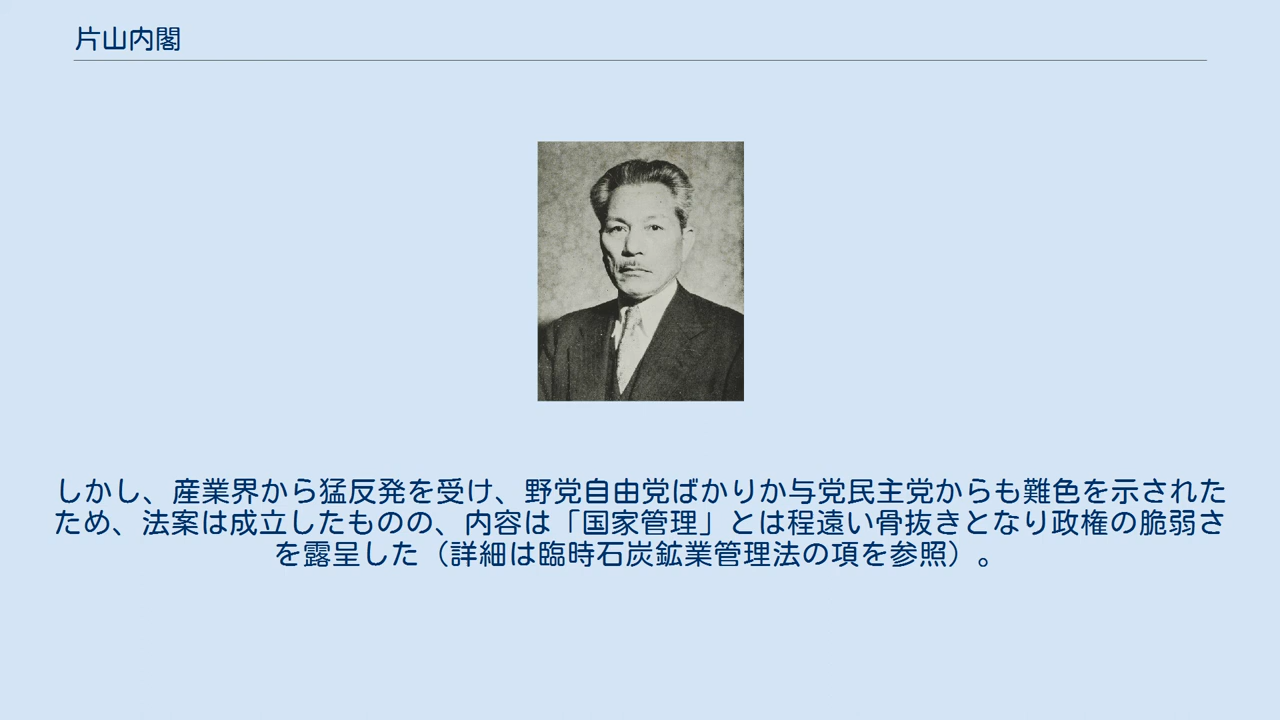 片山内閣
しかし、産業界から猛反発を受け、野党自由党ばかりか与党民主党からも難色を示された
ため、法案は成立したものの、内容は「国家管理」とは程遠い骨抜きとなり政権の脆弱さ
を露呈した（詳細は臨時石炭鉱業管理法の項を参照）。